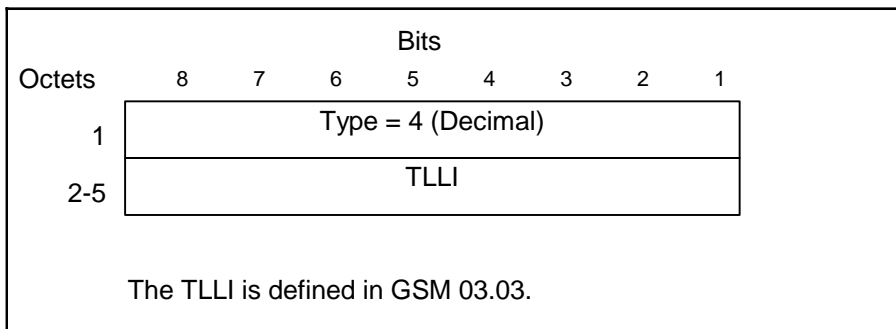 Bits
Octets 8 7 6 5 4 3 2 1
1 Type = 4 (Decimal)
2-5 TLLI
The TLLI is defined in GSM 03.03.